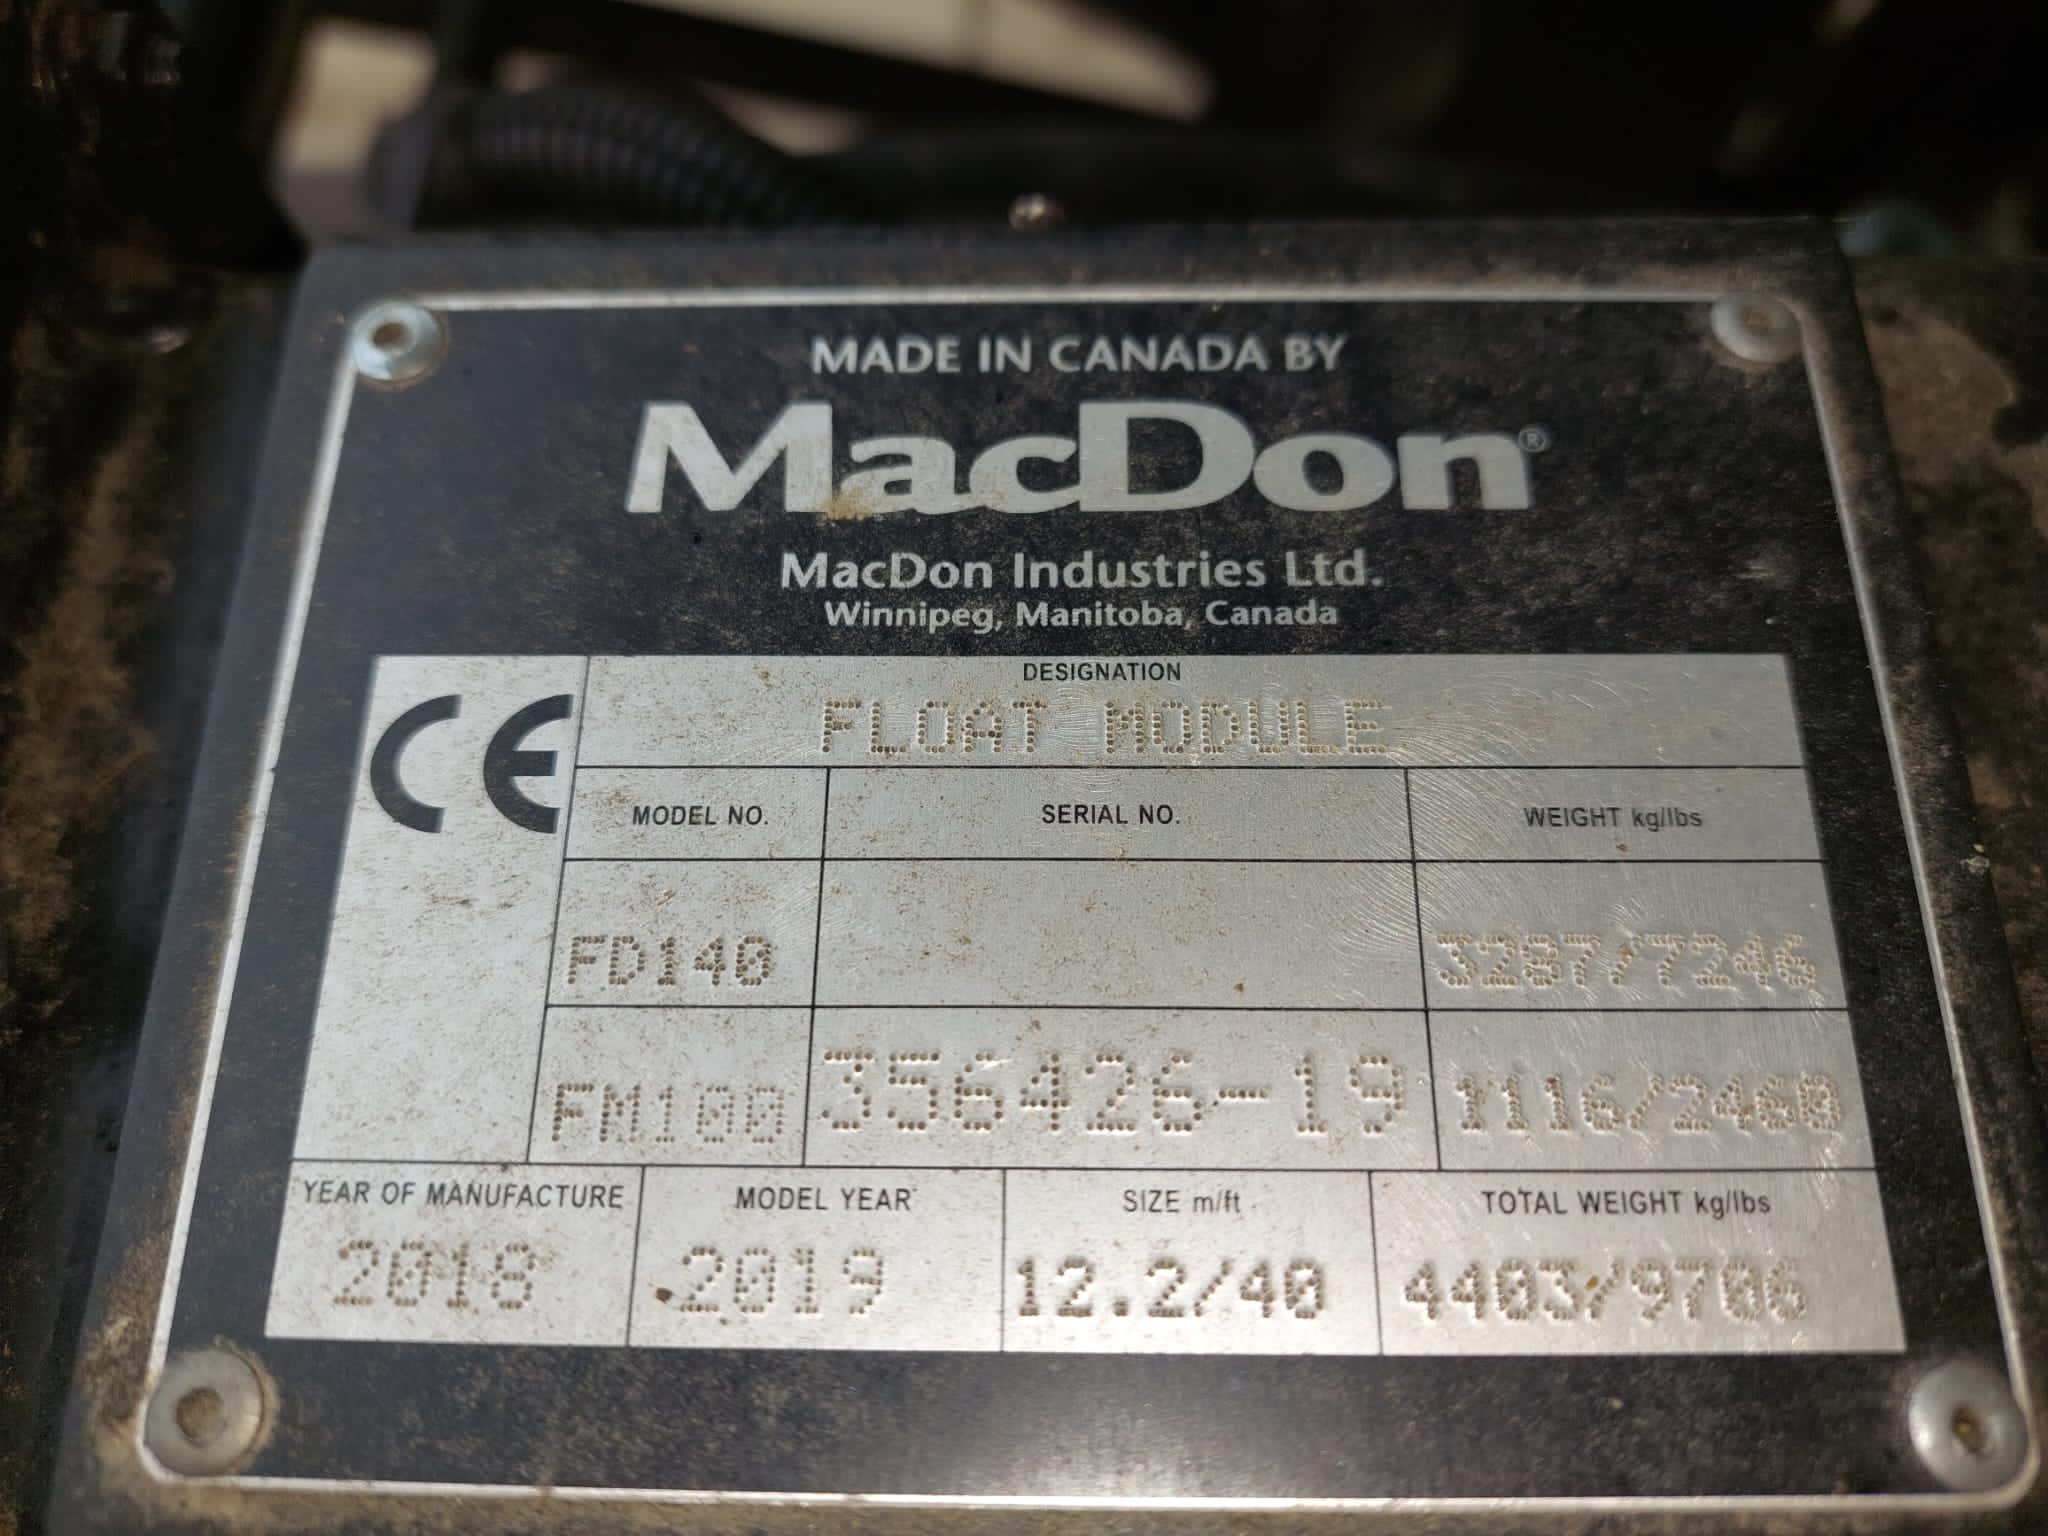 MADE IN CANADA BY
MacDon®
MacDon Industries Ltd.
Winnipeg, Manitoba, Canada
CE
DESIGNATION
FLOAT MODULE
MODEL NO. SERIAL NO. WEIGHT kg/lbs
FD140 3287/7246
FM100 356426-19 1116/2460
YEAR OF MANUFACTURE MODEL YEAR SIZE m/ft TOTAL WEIGHT kg/lbs
2018 2019 12.2/40 4403/9706